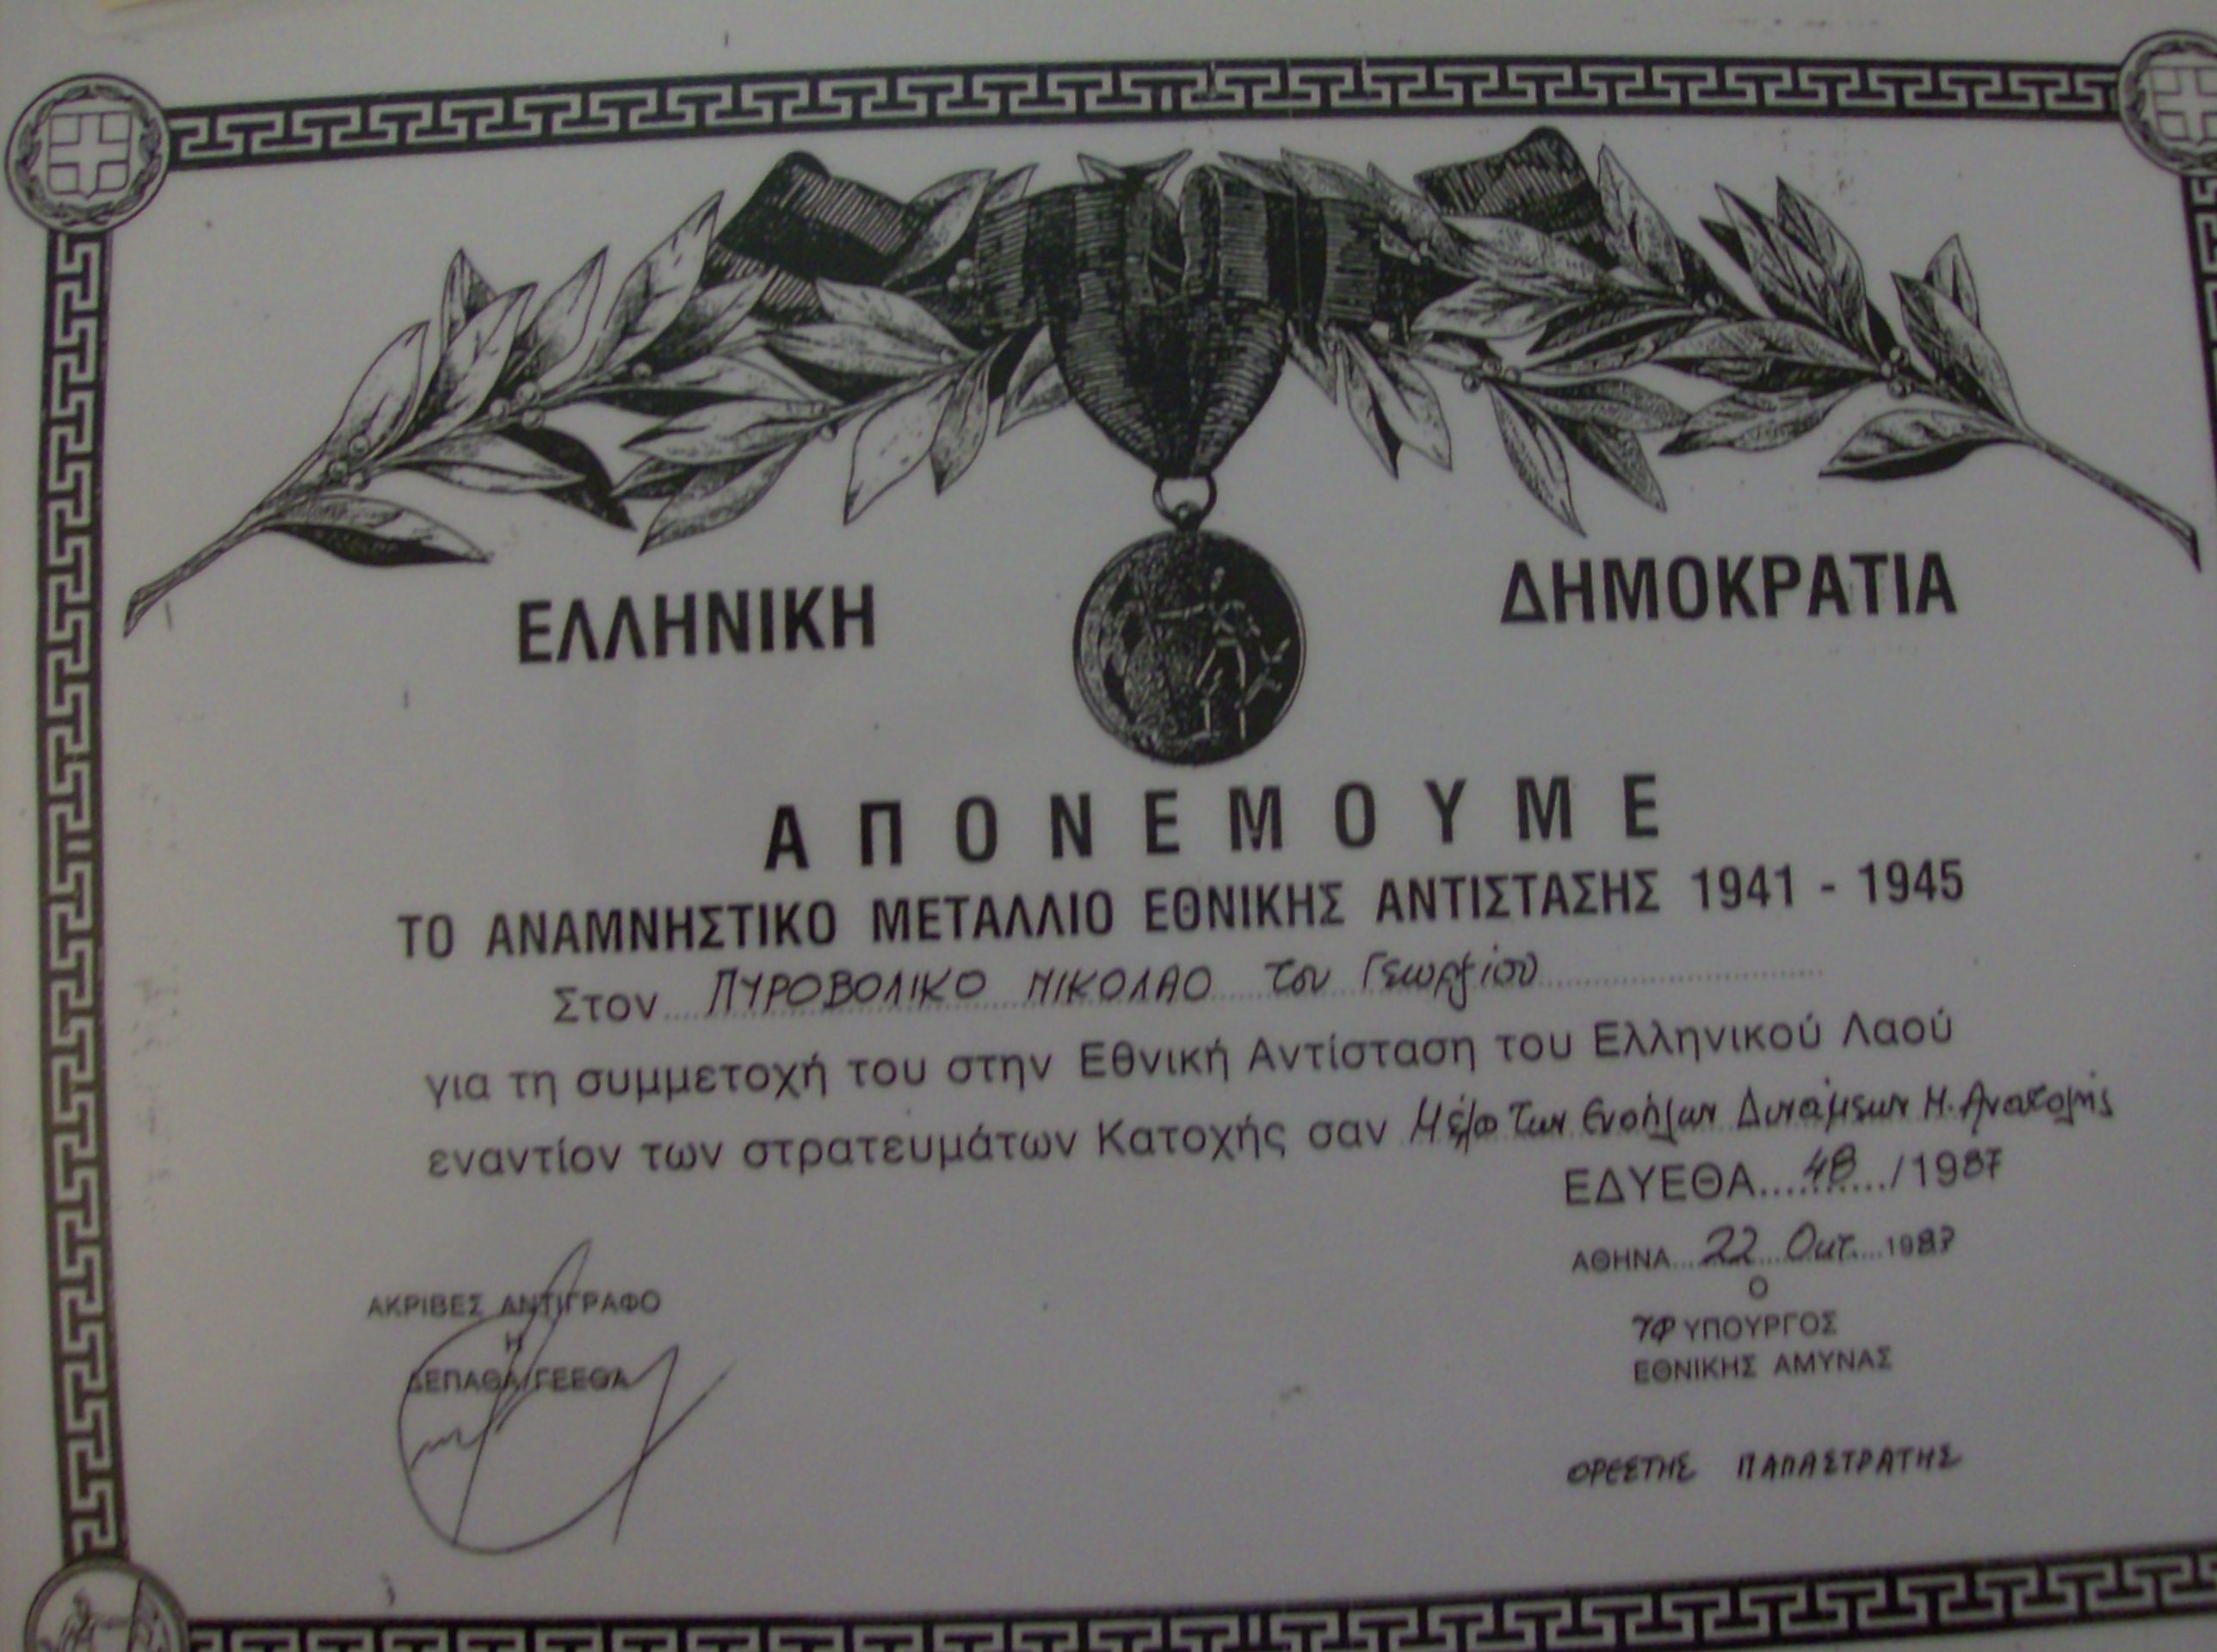 ΕΛΛΗΝΙΚΗ ΔΗΜΟΚΡΑΤΙΑ
ΑΠΟΝΕΜΟΥΜΕ
ΤΟ ΑΝΑΜΝΗΣΤΙΚΟ ΜΕΤΑΛΛΙΟ ΕΘΝΙΚΗΣ ΑΝΤΙΣΤΑΣΗΣ 1941 - 1945
Στον ΠΥΡΟΒΟΛΙΚΟ ΝΙΚΟΛΑΟ του Γεωργίου
για τη συμμετοχή του στην Εθνική Αντίσταση του Ελληνικού Λαού
εναντίον των στρατευμάτων Κατοχής σαν Μέλο των Ενόπλων Δυνάμεων Μ. Ανατολής
ΕΔΥΕΘΑ 48 /1987
ΑΘΗΝΑ 22 Οκτ. 1987
Ο
ΥΦ ΥΠΟΥΡΓΟΣ
ΕΘΝΙΚΗΣ ΑΜΥΝΑΣ
ΟΡΕΣΤΗΣ ΠΑΠΑΣΤΡΑΤΗΣ
ΑΚΡΙΒΕΣ ΑΝΤΙΓΡΑΦΟ
Η
ΔΕΠΑΘΑ/ΓΕΕΘΑ